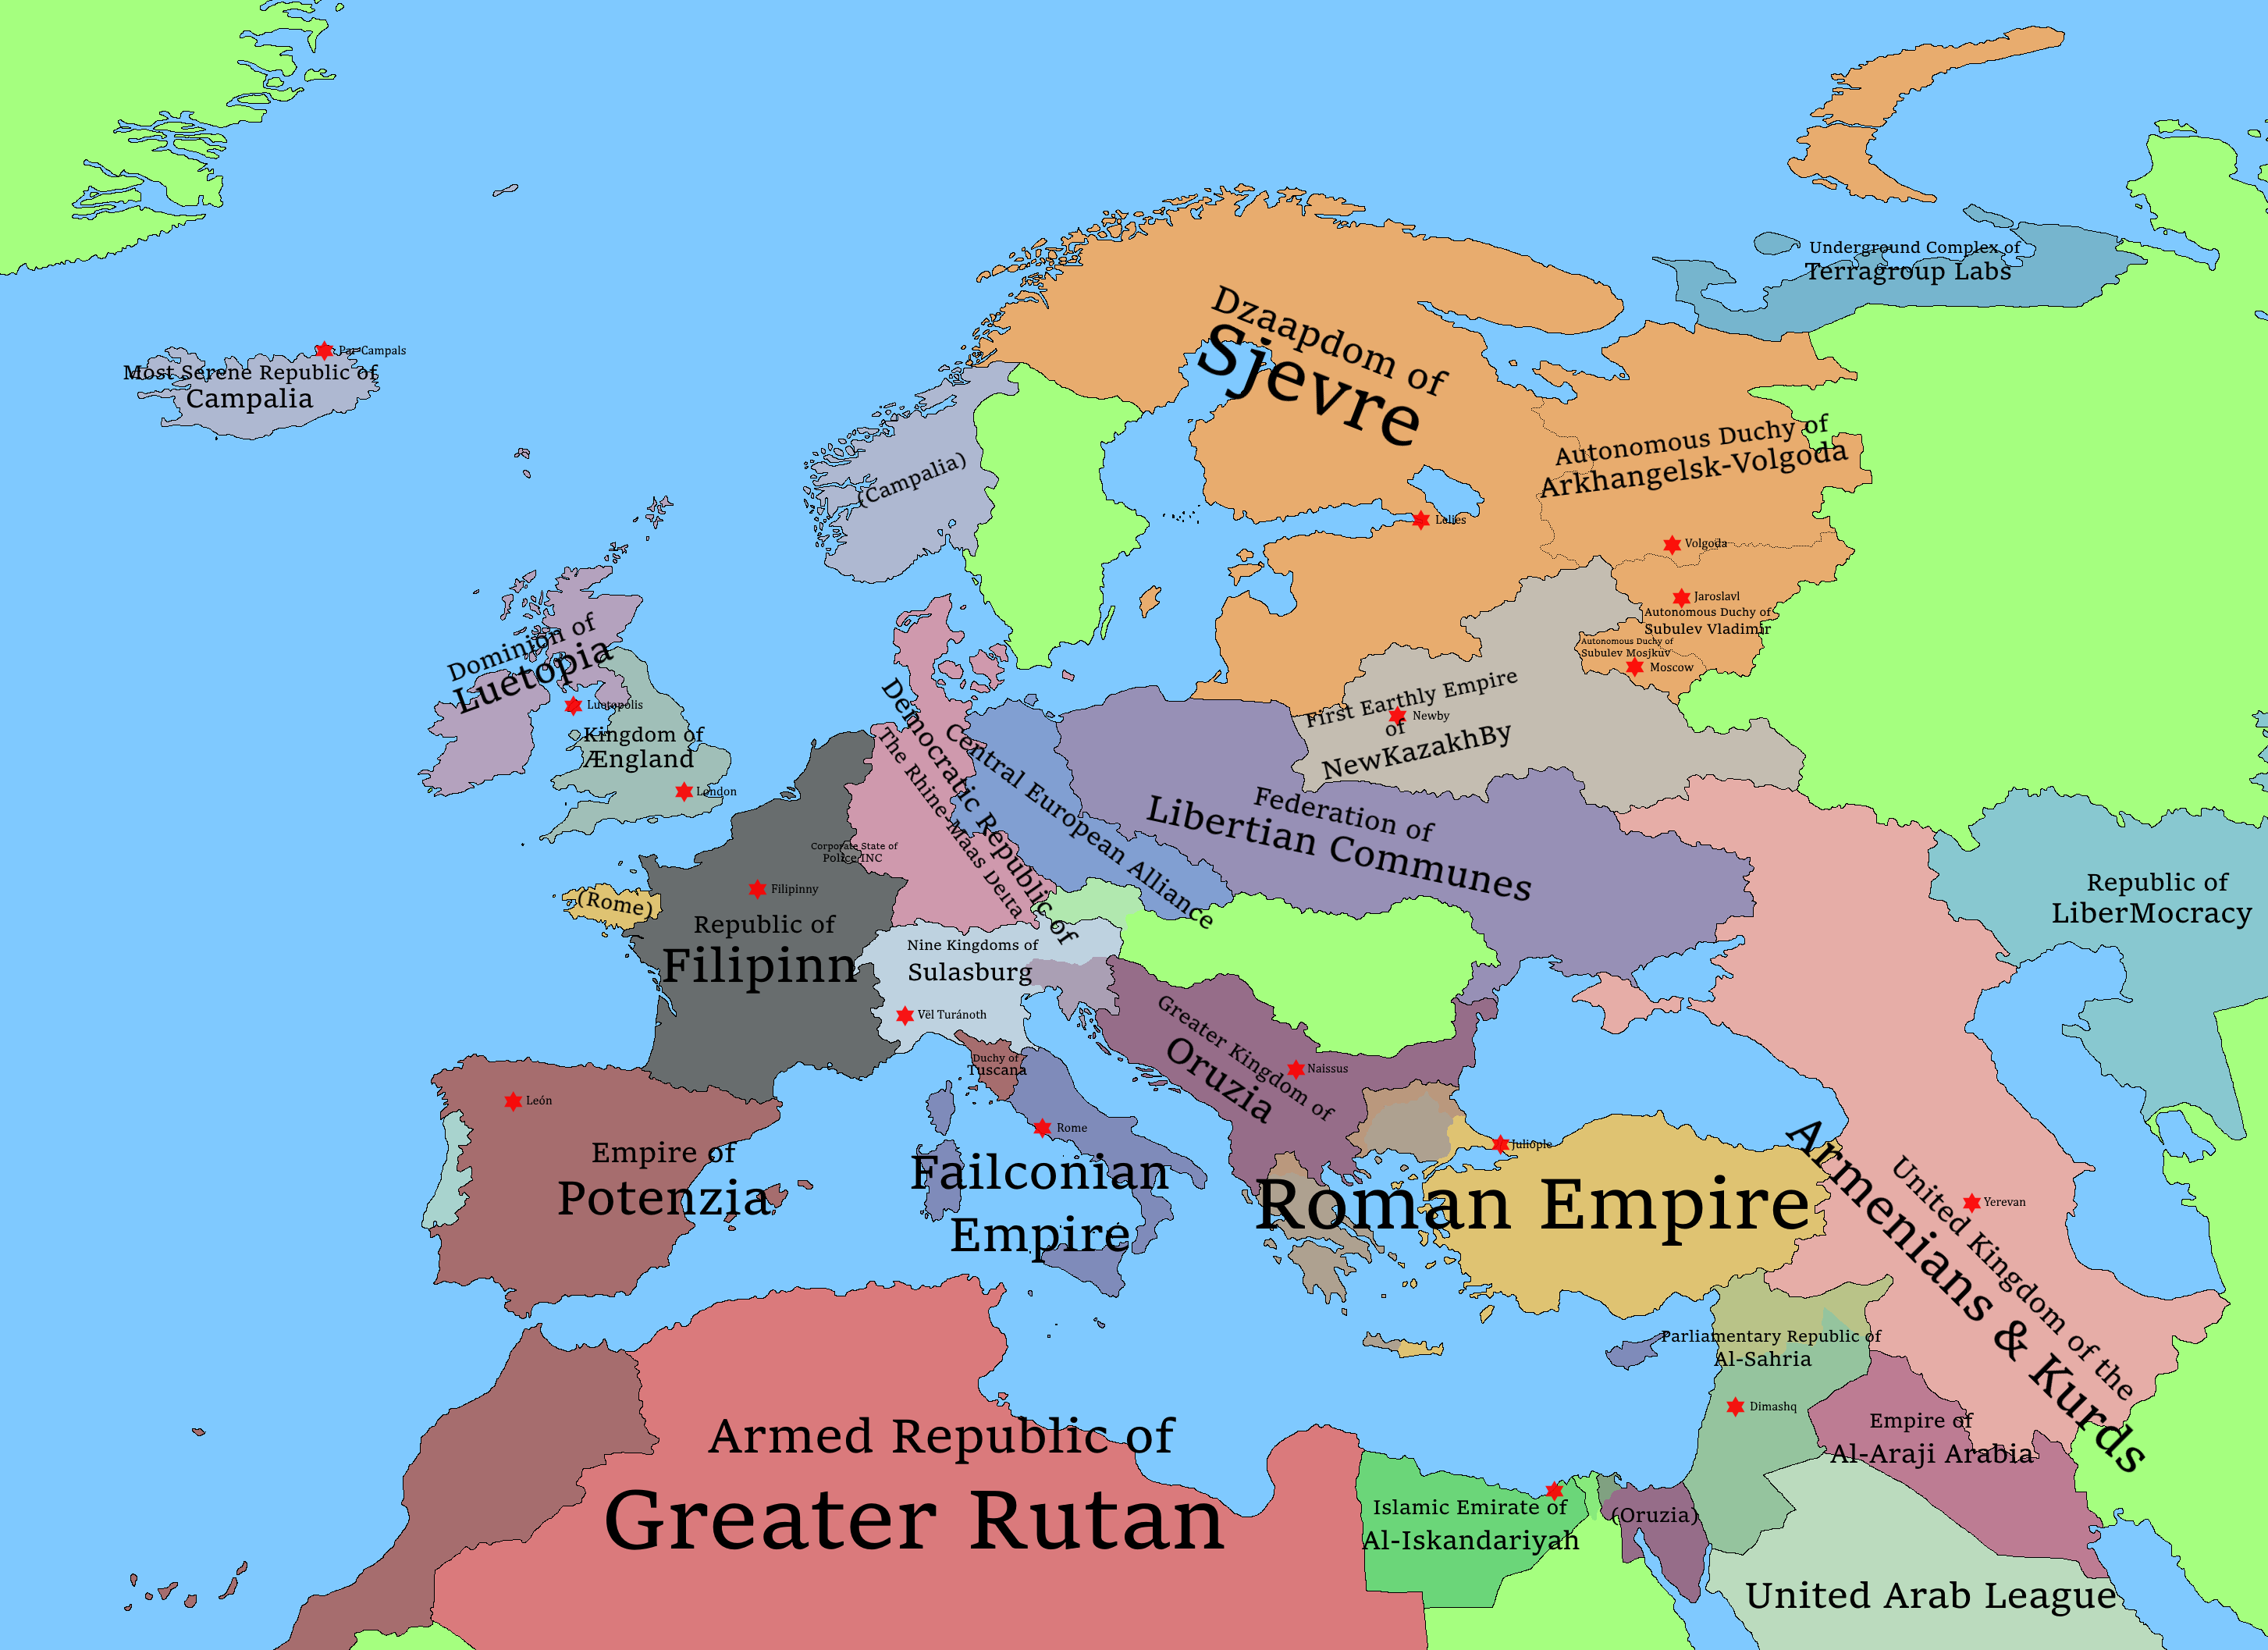 Underground Complex of
Terragroup Labs
Dzaapdom of
Sjevre
Par Campals
Most Serene Republic of
Campalia
(Campalia)
Autonomous Duchy of
Arkhangelsk-Volgoda
Lelies
Volgoda
Jaroslavl
Autonomous Duchy of
Subulev Vladimir
Autonomous Duchy of
Subulev Mosjkuv
Moscow
Dominion of
Luetopia
Luetopolis
Kingdom of
Ængland
London
First Earthly Empire
of
NewKazakhBy
Newby
Democratic Republic of
The Rhine-Maas Delta
Central European Alliance
Federation of
Libertian Communes
Corporate State of
Police INC
Filipinny
(Rome)
Republic of
Filipinn
Republic of
LiberMocracy
Nine Kingdoms of
Sulasburg
Vēl Turánoth
Greater Kingdom of
Oruzia
Naissus
Duchy of
Tuscana
León
Empire of
Potenzia
Rome
Failconian
Empire
Juliople
Roman Empire
United Kingdom of the
Armenians & Kurds
Yerevan
Parliamentary Republic of
Al-Sahria
Dimashq
Armed Republic of
Greater Rutan
Empire of
Al-Araji Arabia
Islamic Emirate of
Al-Iskandariyah
(Oruzia)
United Arab League